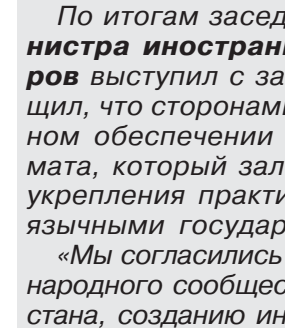 По итогам засед
нистра иностран
ров выступил с за
щил, что сторонам
ном обеспечении
мата, который зал
укрепления практи
язычными государ
«Мы согласились
народного сообщес
стана, созданию ин